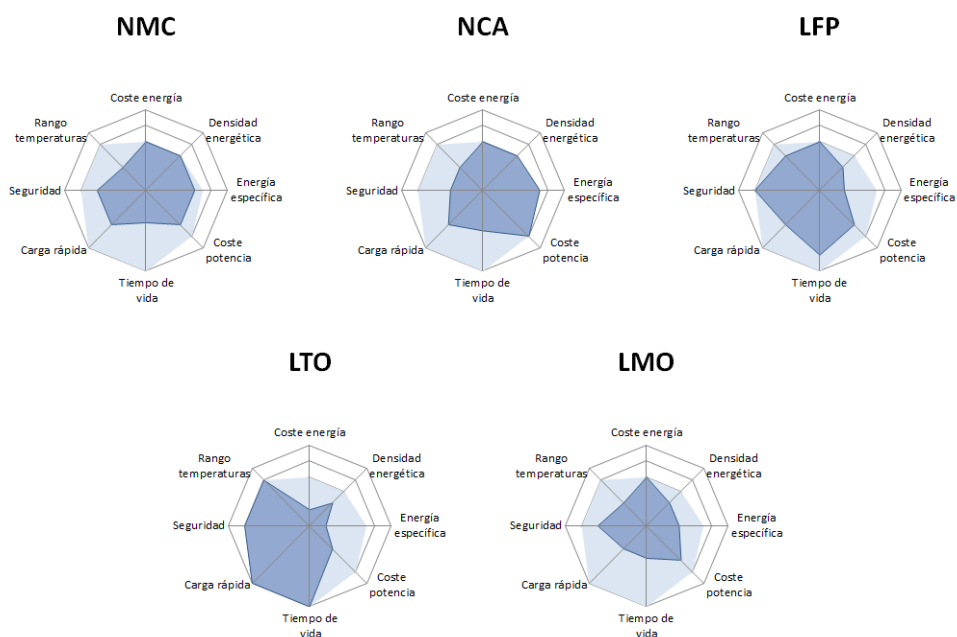 NMC
Coste energía
Rango
temperaturas
Densidad
energética
Seguridad
Energía
específica
Carga rápida
Coste
potencia
Tiempo de
vida
NCA
Coste energía
Rango
temperaturas
Densidad
energética
Seguridad
Energía
específica
Carga rápida
Coste
potencia
Tiempo de
vida
LFP
Coste energía
Rango
temperaturas
Densidad
energética
Seguridad
Energía
específica
Carga rápida
Coste
potencia
Tiempo de
vida
LTO
Coste energía
Rango
temperaturas
Densidad
energética
Seguridad
Energía
específica
Carga rápida
Coste
potencia
Tiempo de
vida
LMO
Coste energía
Rango
temperaturas
Densidad
energética
Seguridad
Energía
específica
Carga rápida
Coste
potencia
Tiempo de
vida